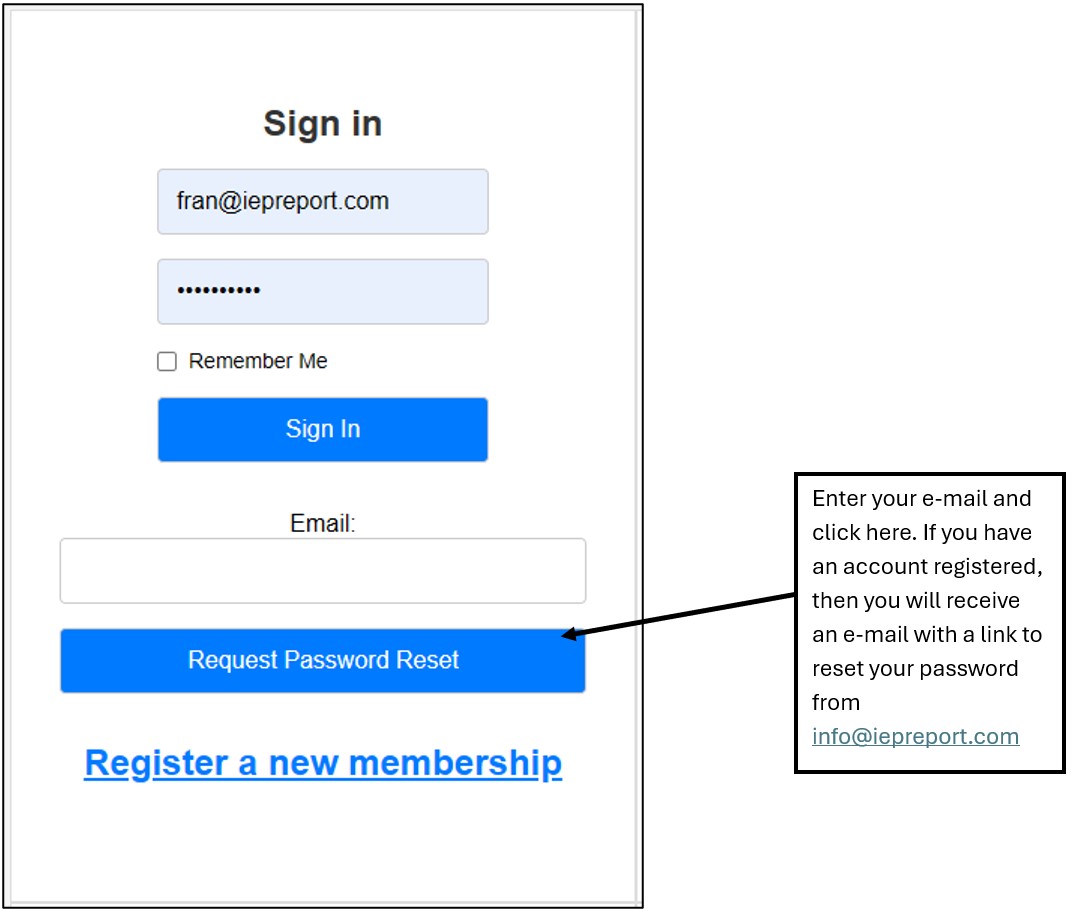 Sign in
fran@iepreport.com
••••••••••
Remember Me
Sign In
Email:
Request Password Reset
Register a new membership
Enter your e-mail and
click here. If you have
an account registered,
then you will receive
an e-mail with a link to
reset your password
from
info@iepreport.com